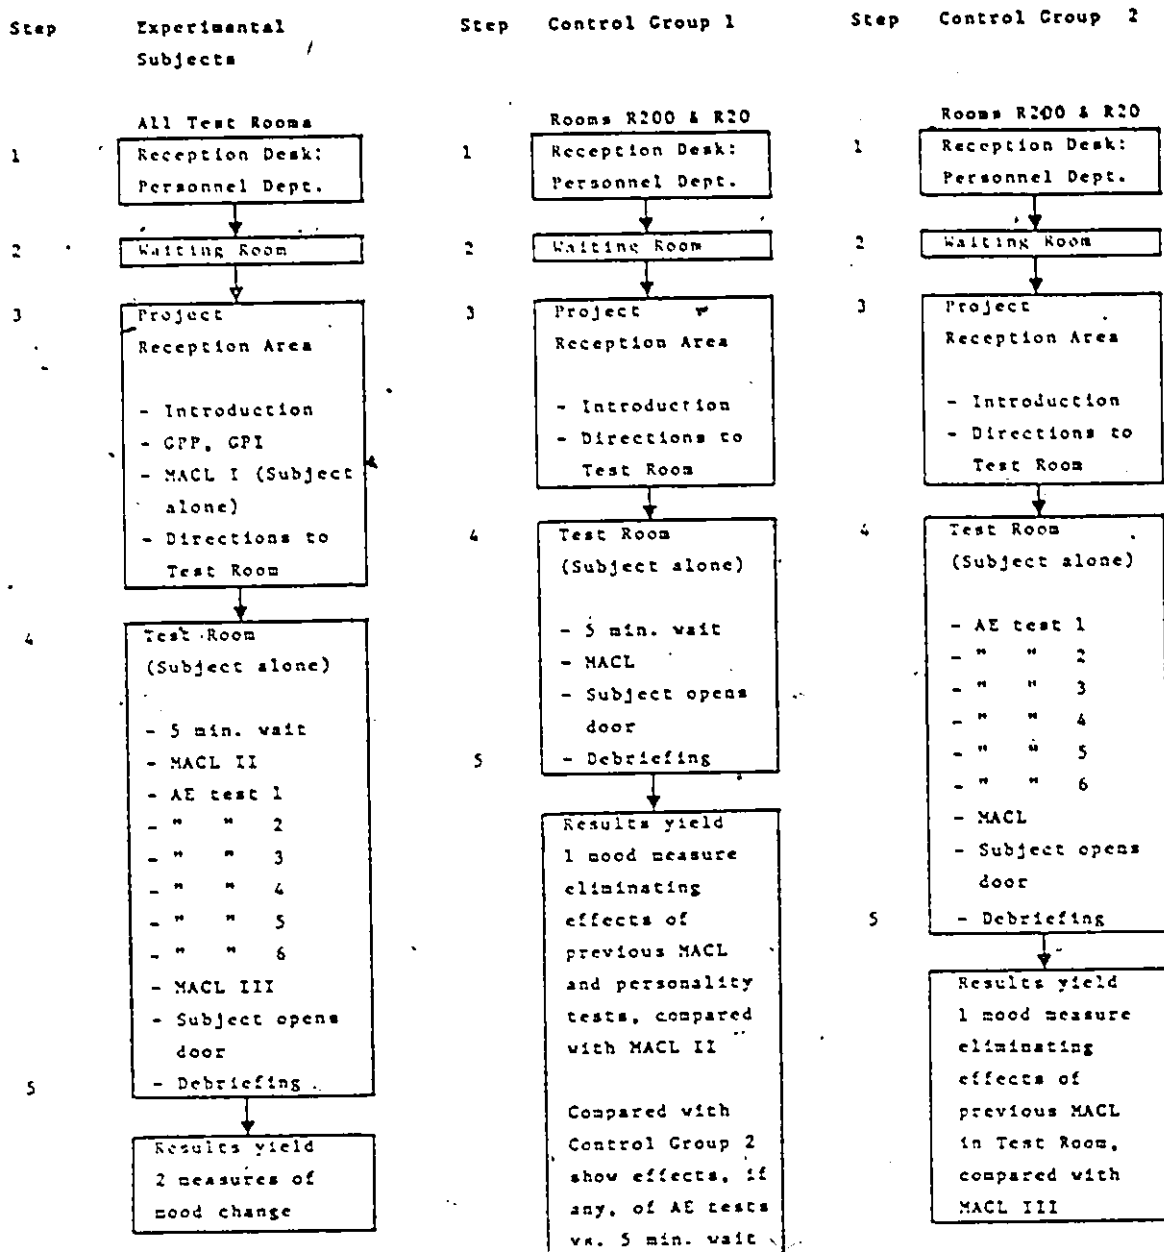 Step Experimental
Subjects
All Test Rooms
1 Reception Desk:
Personnel Dept.
2 Waiting Room
3 Project
Reception Area
- Introduction
- GPP, GPI
- MACL I (Subject
alone)
- Directions to
Test Room
4 Test Room
(Subject alone)
- 5 min. wait
- MACL II
- AE test 1
- " " 2
- " " 3
- " " 4
- " " 5
- " " 6
- MACL III
- Subject opens
door
5 - Debriefing
Results yield
2 measures of
mood change
Step Control Group 1
Rooms R200 & R20
1 Reception Desk:
Personnel Dept.
2 Waiting Room
3 Project
Reception Area
- Introduction
- Directions to
Test Room
4 Test Room
(Subject alone)
- 5 min. wait
- MACL
- Subject opens
door
5 - Debriefing
Results yield
1 mood measure
eliminating
effects of
previous MACL
and personality
tests, compared
with MACL II
Compared with
Control Group 2
show effects, if
any, of AE tests
vs. 5 min. wait
Step Control Group 2
Rooms R200 & R20
1 Reception Desk:
Personnel Dept.
2 Waiting Room
3 Project
Reception Area
- Introduction
- Directions to
Test Room
4 Test Room
(Subject alone)
- AE test 1
- " " 2
- " " 3
- " " 4
- " " 5
- " " 6
- MACL
- Subject opens
door
5 - Debriefing
Results yield
1 mood measure
eliminating
effects of
previous MACL
in Test Room,
compared with
MACL III